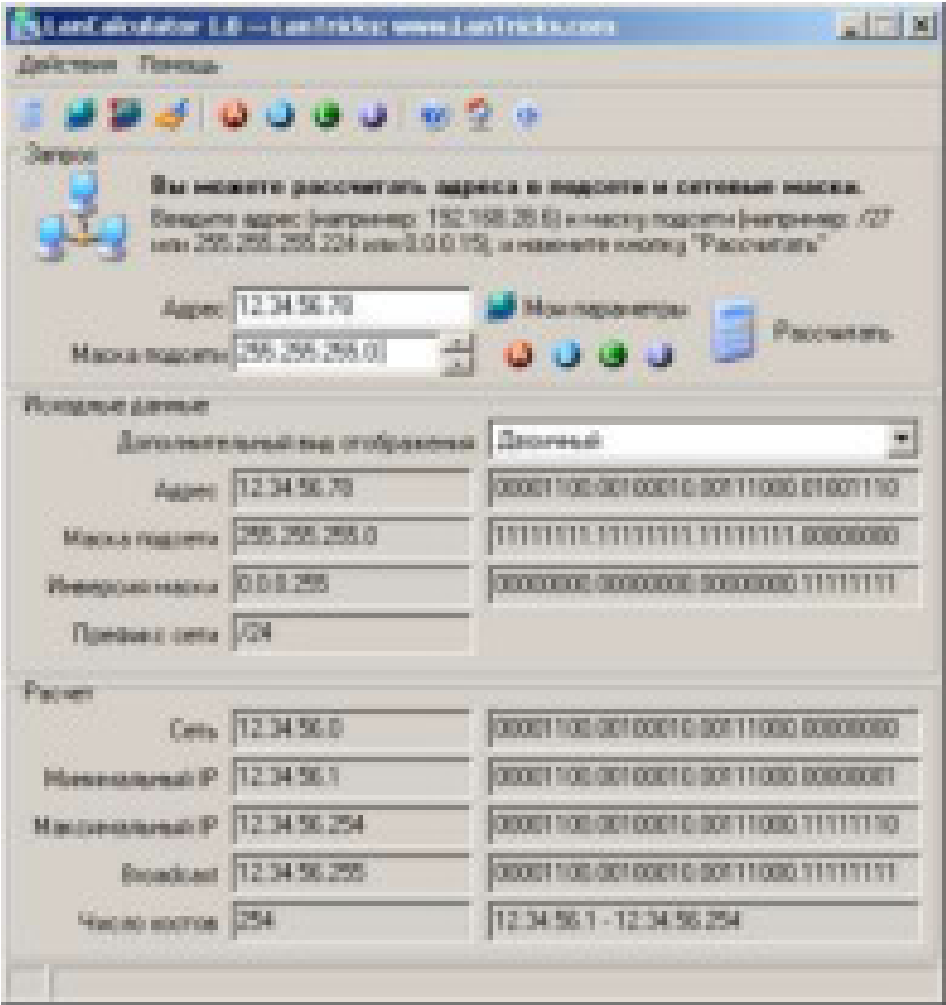 LanCalculator 1.6 -- LanTricks: www.LanTricks.com
Действия Помощь
Запрос
Вы можете рассчитать адреса в подсети и сетевые маски.
Введите адрес (например: 192.168.28.6) и маску подсети (например: /27
или 255.255.255.224 или 0.0.0.15), и нажмите кнопку "Рассчитать"
Адрес 12.34.56.78 Мои параметры
Рассчитать
Маска подсети 255.255.255.0
Исходные данные
Дополнительный вид отображения Двоичный
Адрес 12.34.56.78 00001100.00100010.00111000.01001110
Маска подсети 255.255.255.0 11111111.11111111.11111111.00000000
Инверсия маски 0.0.0.255 00000000.00000000.00000000.11111111
Префикс сети /24
Расчет
Сеть 12.34.56.0 00001100.00100010.00111000.00000000
Минимальный IP 12.34.56.1 00001100.00100010.00111000.00000001
Максимальный IP 12.34.56.254 00001100.00100010.00111000.11111110
Broadcast 12.34.56.255 00001100.00100010.00111000.11111111
Число хостов 254 12.34.56.1 - 12.34.56.254